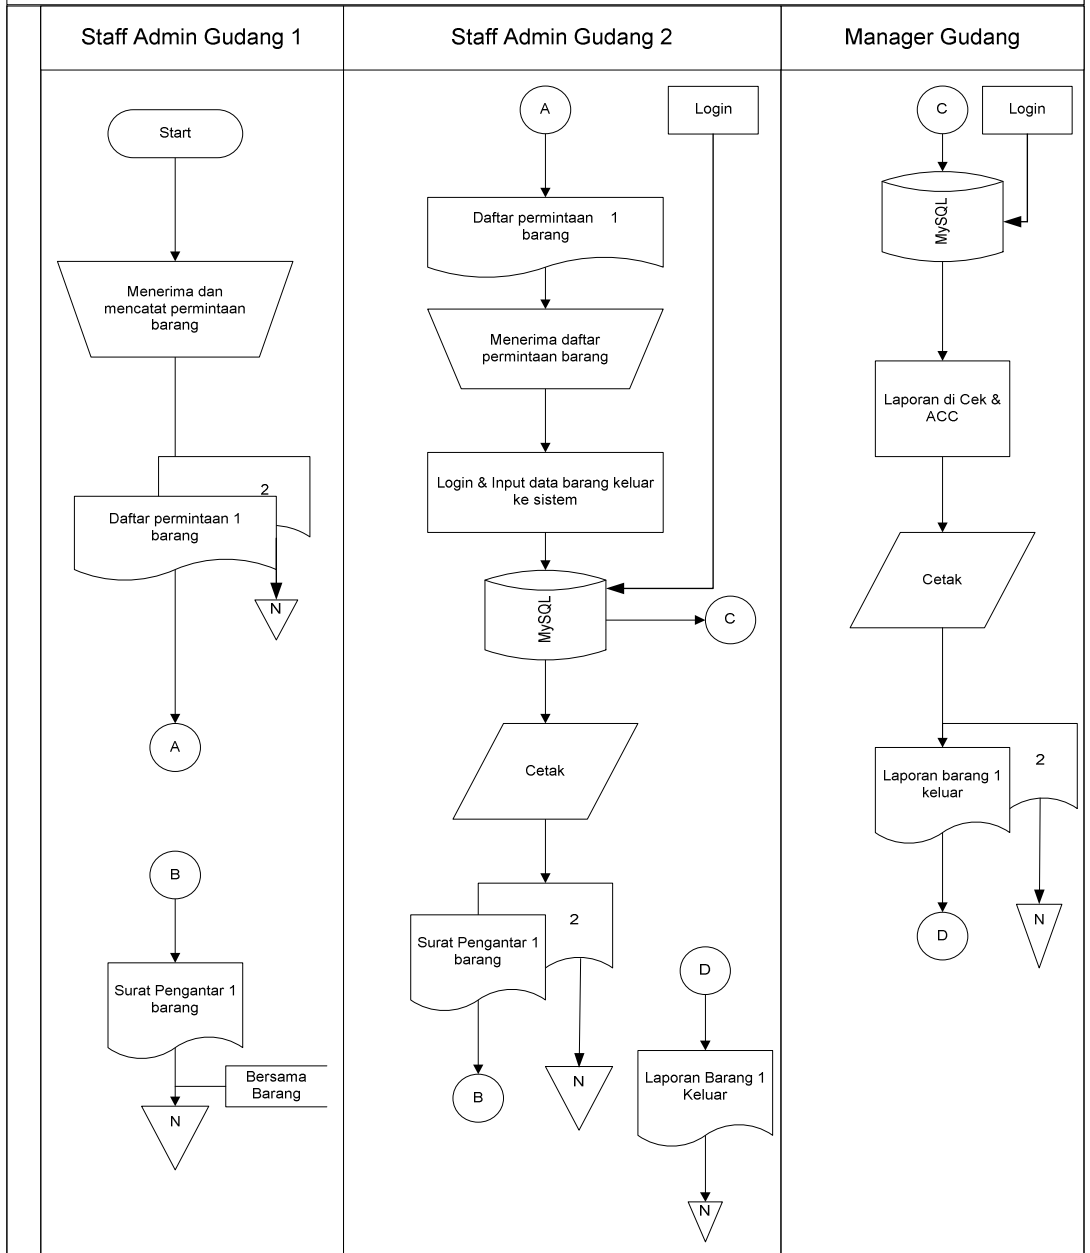 Staff Admin Gudang 1
Staff Admin Gudang 2
Manager Gudang
Start
Menerima dan
mencatat permintaan
barang
2
Daftar permintaan 1
barang
N
A
B
Surat Pengantar 1
barang
Bersama
Barang
N
A
Login
Daftar permintaan 1
barang
Menerima daftar
permintaan barang
Login & Input data barang keluar
ke sistem
MySQL
C
Cetak
2
Surat Pengantar 1
barang
N
B
D
Laporan Barang 1
Keluar
N
C
Login
MySQL
Laporan di Cek &
ACC
Cetak
2
Laporan barang 1
keluar
N
D